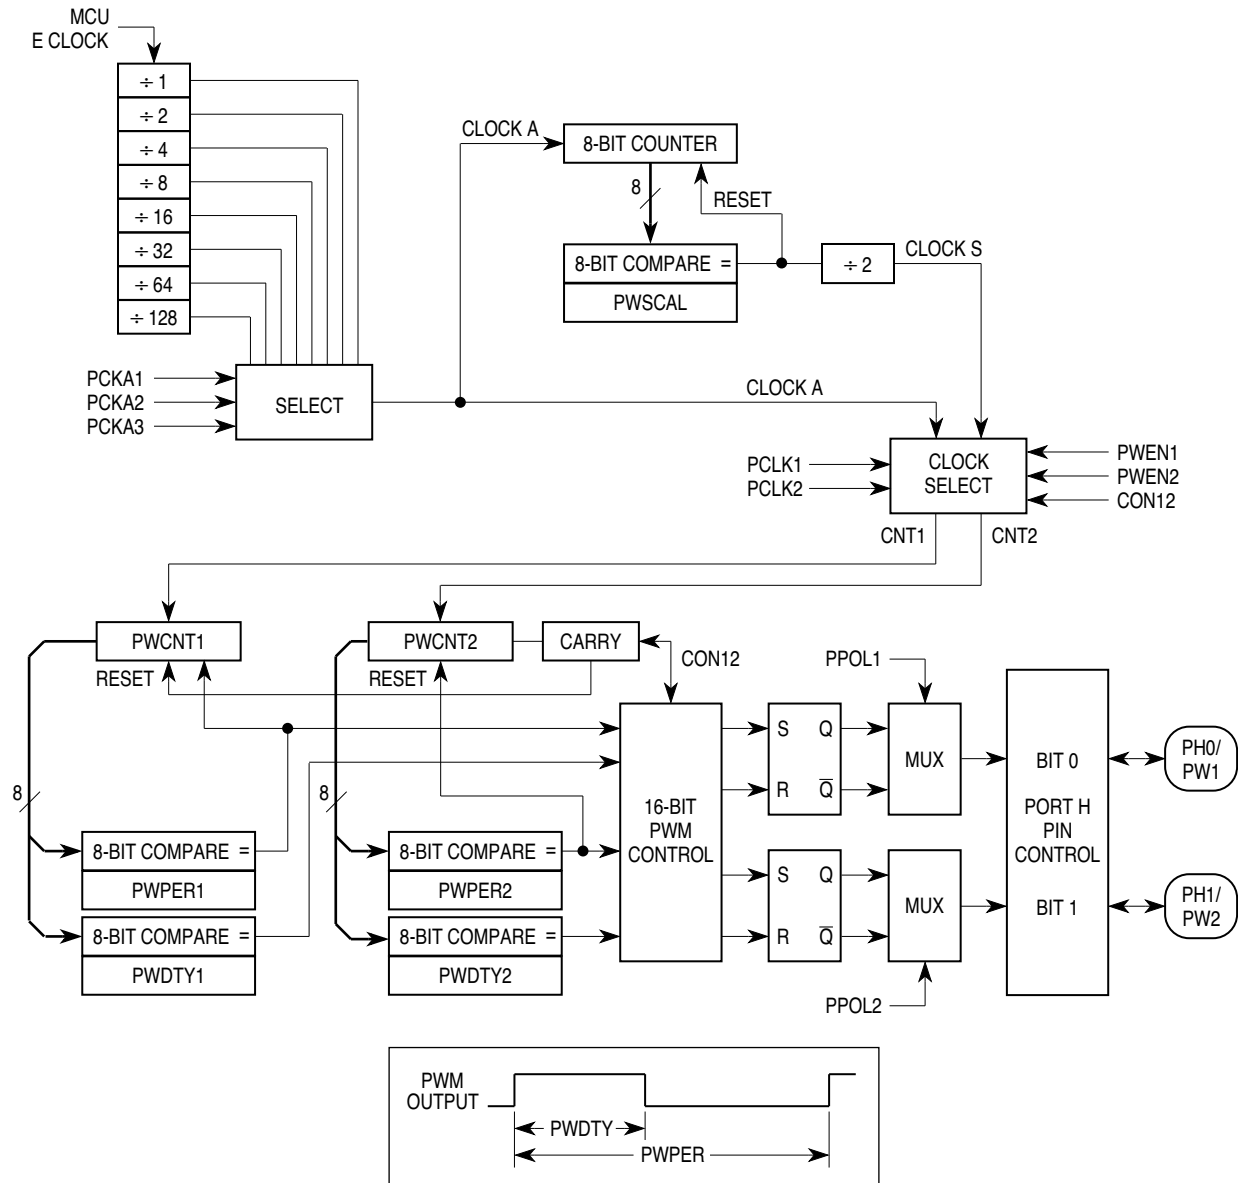 MCU
E CLOCK
÷ 1
÷ 2
÷ 4
÷ 8
÷ 16
÷ 32
÷ 64
÷ 128
PCKA1
PCKA2
PCKA3
SELECT
CLOCK A
8-BIT COUNTER
8
RESET
8-BIT COMPARE =
PWSCAL
÷ 2
CLOCK S
CLOCK A
PCLK1
PCLK2
CLOCK
SELECT
PWEN1
PWEN2
CON12
CNT1
CNT2
PWCNT1
RESET
PWCNT2
RESET
CARRY
CON12
8
8-BIT COMPARE =
PWPER1
8-BIT COMPARE =
PWDTY1
8
8-BIT COMPARE =
PWPER2
8-BIT COMPARE =
PWDTY2
16-BIT
PWM
CONTROL
S Q
R Q̅
S Q
R Q̅
PPOL1
MUX
MUX
PPOL2
BIT 0
PORT H
PIN
CONTROL
BIT 1
PH0/
PW1
PH1/
PW2
PWM
OUTPUT
PWDTY
PWPER